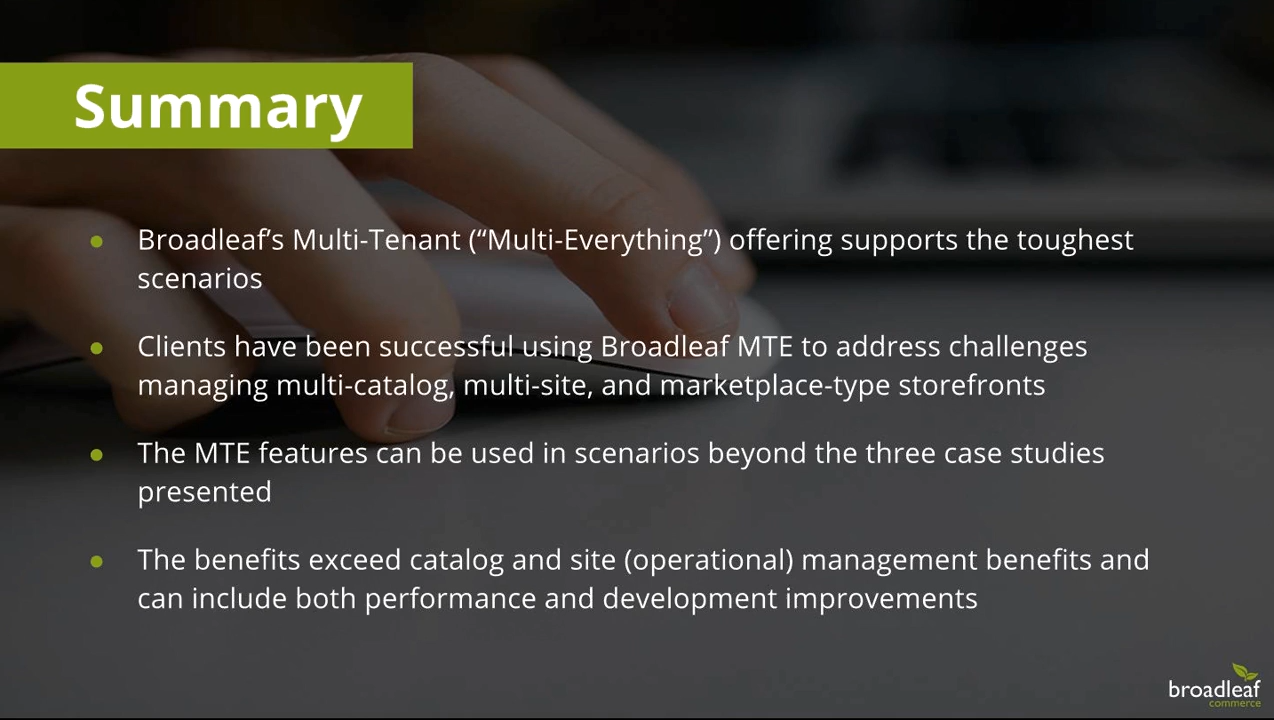 Summary
● Broadleaf’s Multi-Tenant (“Multi-Everything”) offering supports the toughest
scenarios
● Clients have been successful using Broadleaf MTE to address challenges
managing multi-catalog, multi-site, and marketplace-type storefronts
● The MTE features can be used in scenarios beyond the three case studies
presented
● The benefits exceed catalog and site (operational) management benefits and
can include both performance and development improvements
broadleaf
commerce